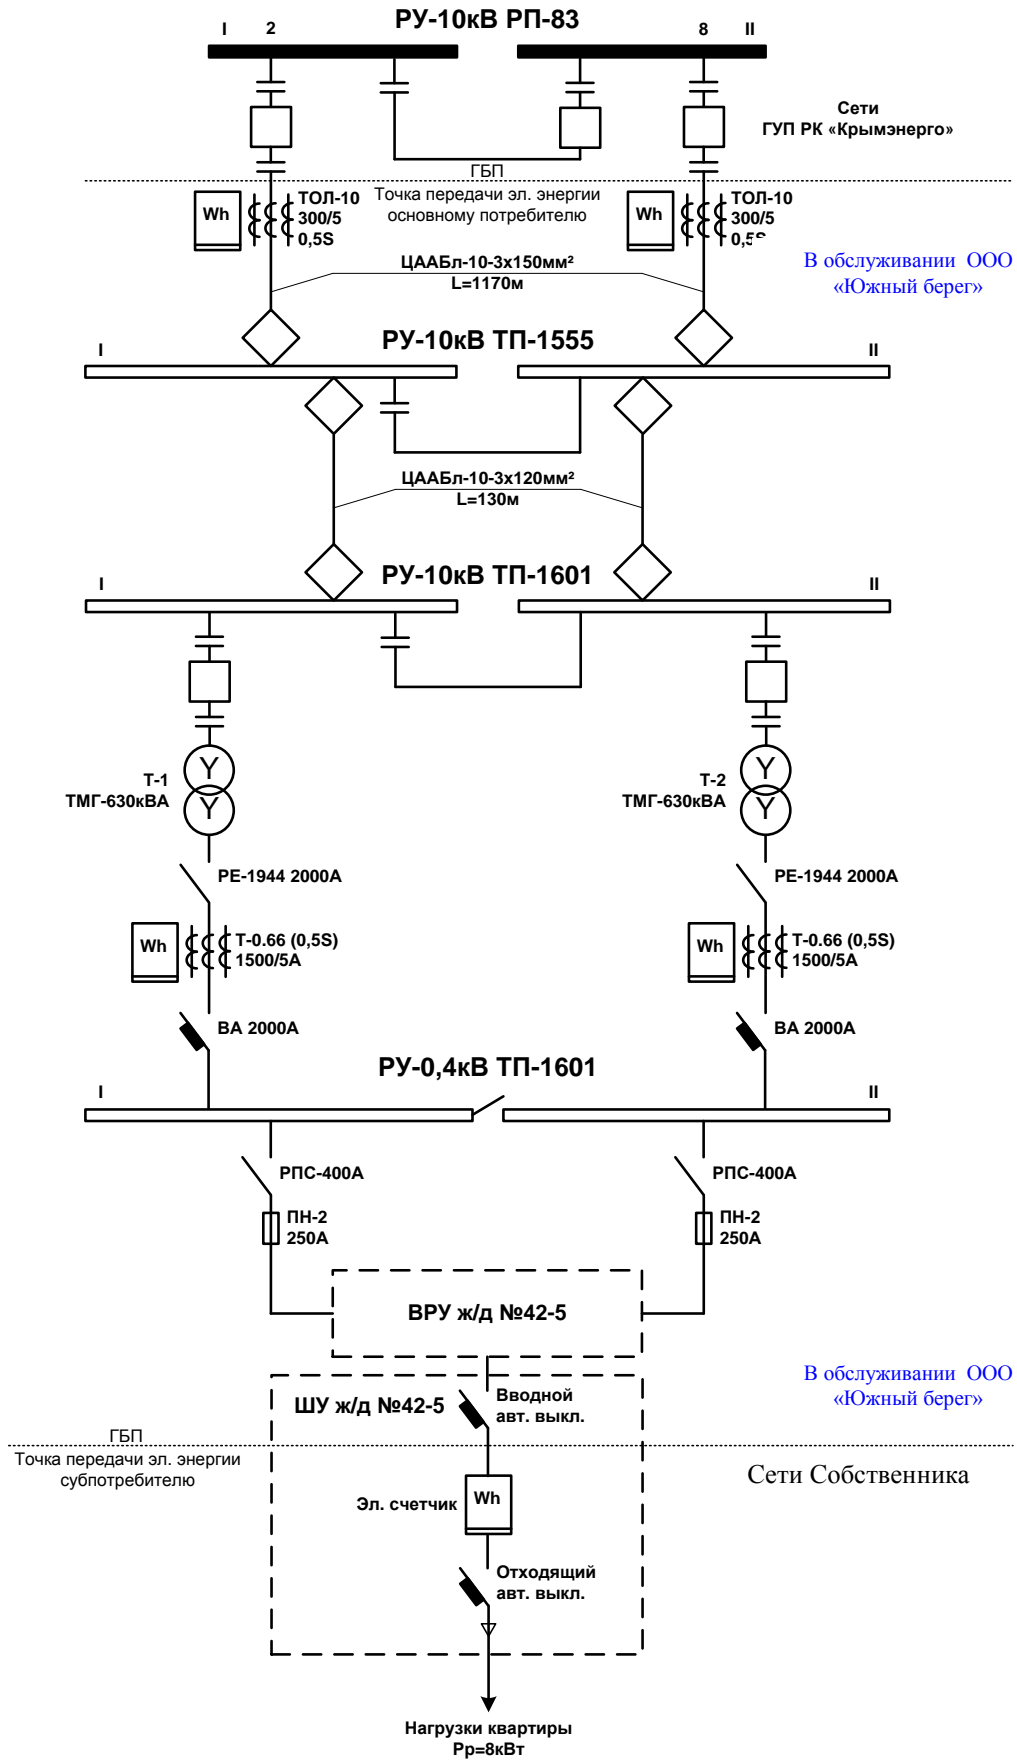 РУ-10кВ РП-83
I
2
8
II
Сети
ГУП РК «Крымэнерго»
ГБП
Точка передачи эл. энергии
основному потребителю
Wh
ТОЛ-10
300/5
0,5S
Wh
ТОЛ-10
300/5
0,5S
В обслуживании ООО
«Южный берег»
ЦААБл-10-3х150мм²
L=1170м
РУ-10кВ ТП-1555
I
II
ЦААБл-10-3х120мм²
L=130м
РУ-10кВ ТП-1601
I
II
Т-1
ТМГ-630кВА
Y
Y
Т-2
ТМГ-630кВА
Y
Y
РЕ-1944 2000А
РЕ-1944 2000А
Wh
Т-0.66 (0,5S)
1500/5А
Wh
Т-0.66 (0,5S)
1500/5А
ВА 2000А
ВА 2000А
РУ-0,4кВ ТП-1601
I
II
РПС-400А
РПС-400А
ПН-2
250А
ПН-2
250А
ВРУ ж/д №42-5
В обслуживании ООО
«Южный берег»
ШУ ж/д №42-5
Вводной
авт. выкл.
ГБП
Точка передачи эл. энергии
субпотребителю
Сети Собственника
Эл. счетчик
Wh
Отходящий
авт. выкл.
Нагрузки квартиры
Рр=8кВт